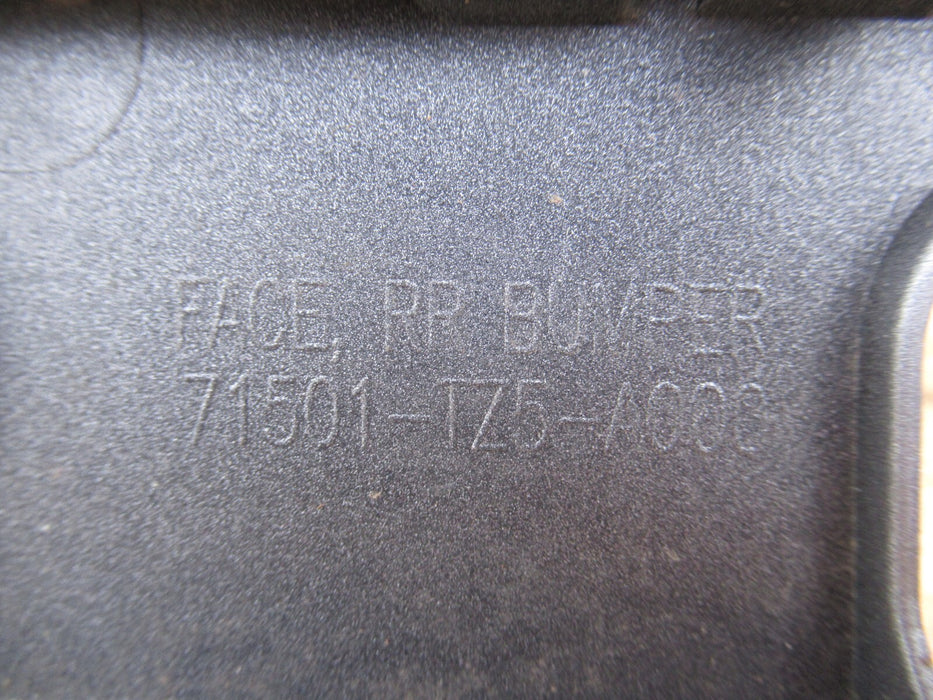 FACE, RR. BUMPER
71501-TZ5-A000